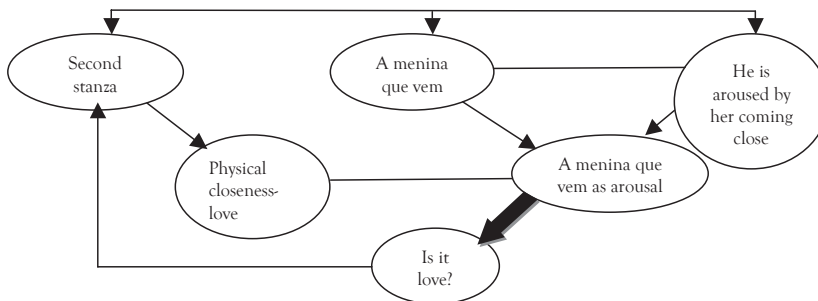 Second
stanza
A menina
que vem
He is
aroused by
her coming
close
Physical
closeness-
love
A menina que
vem as arousal
Is it
love?